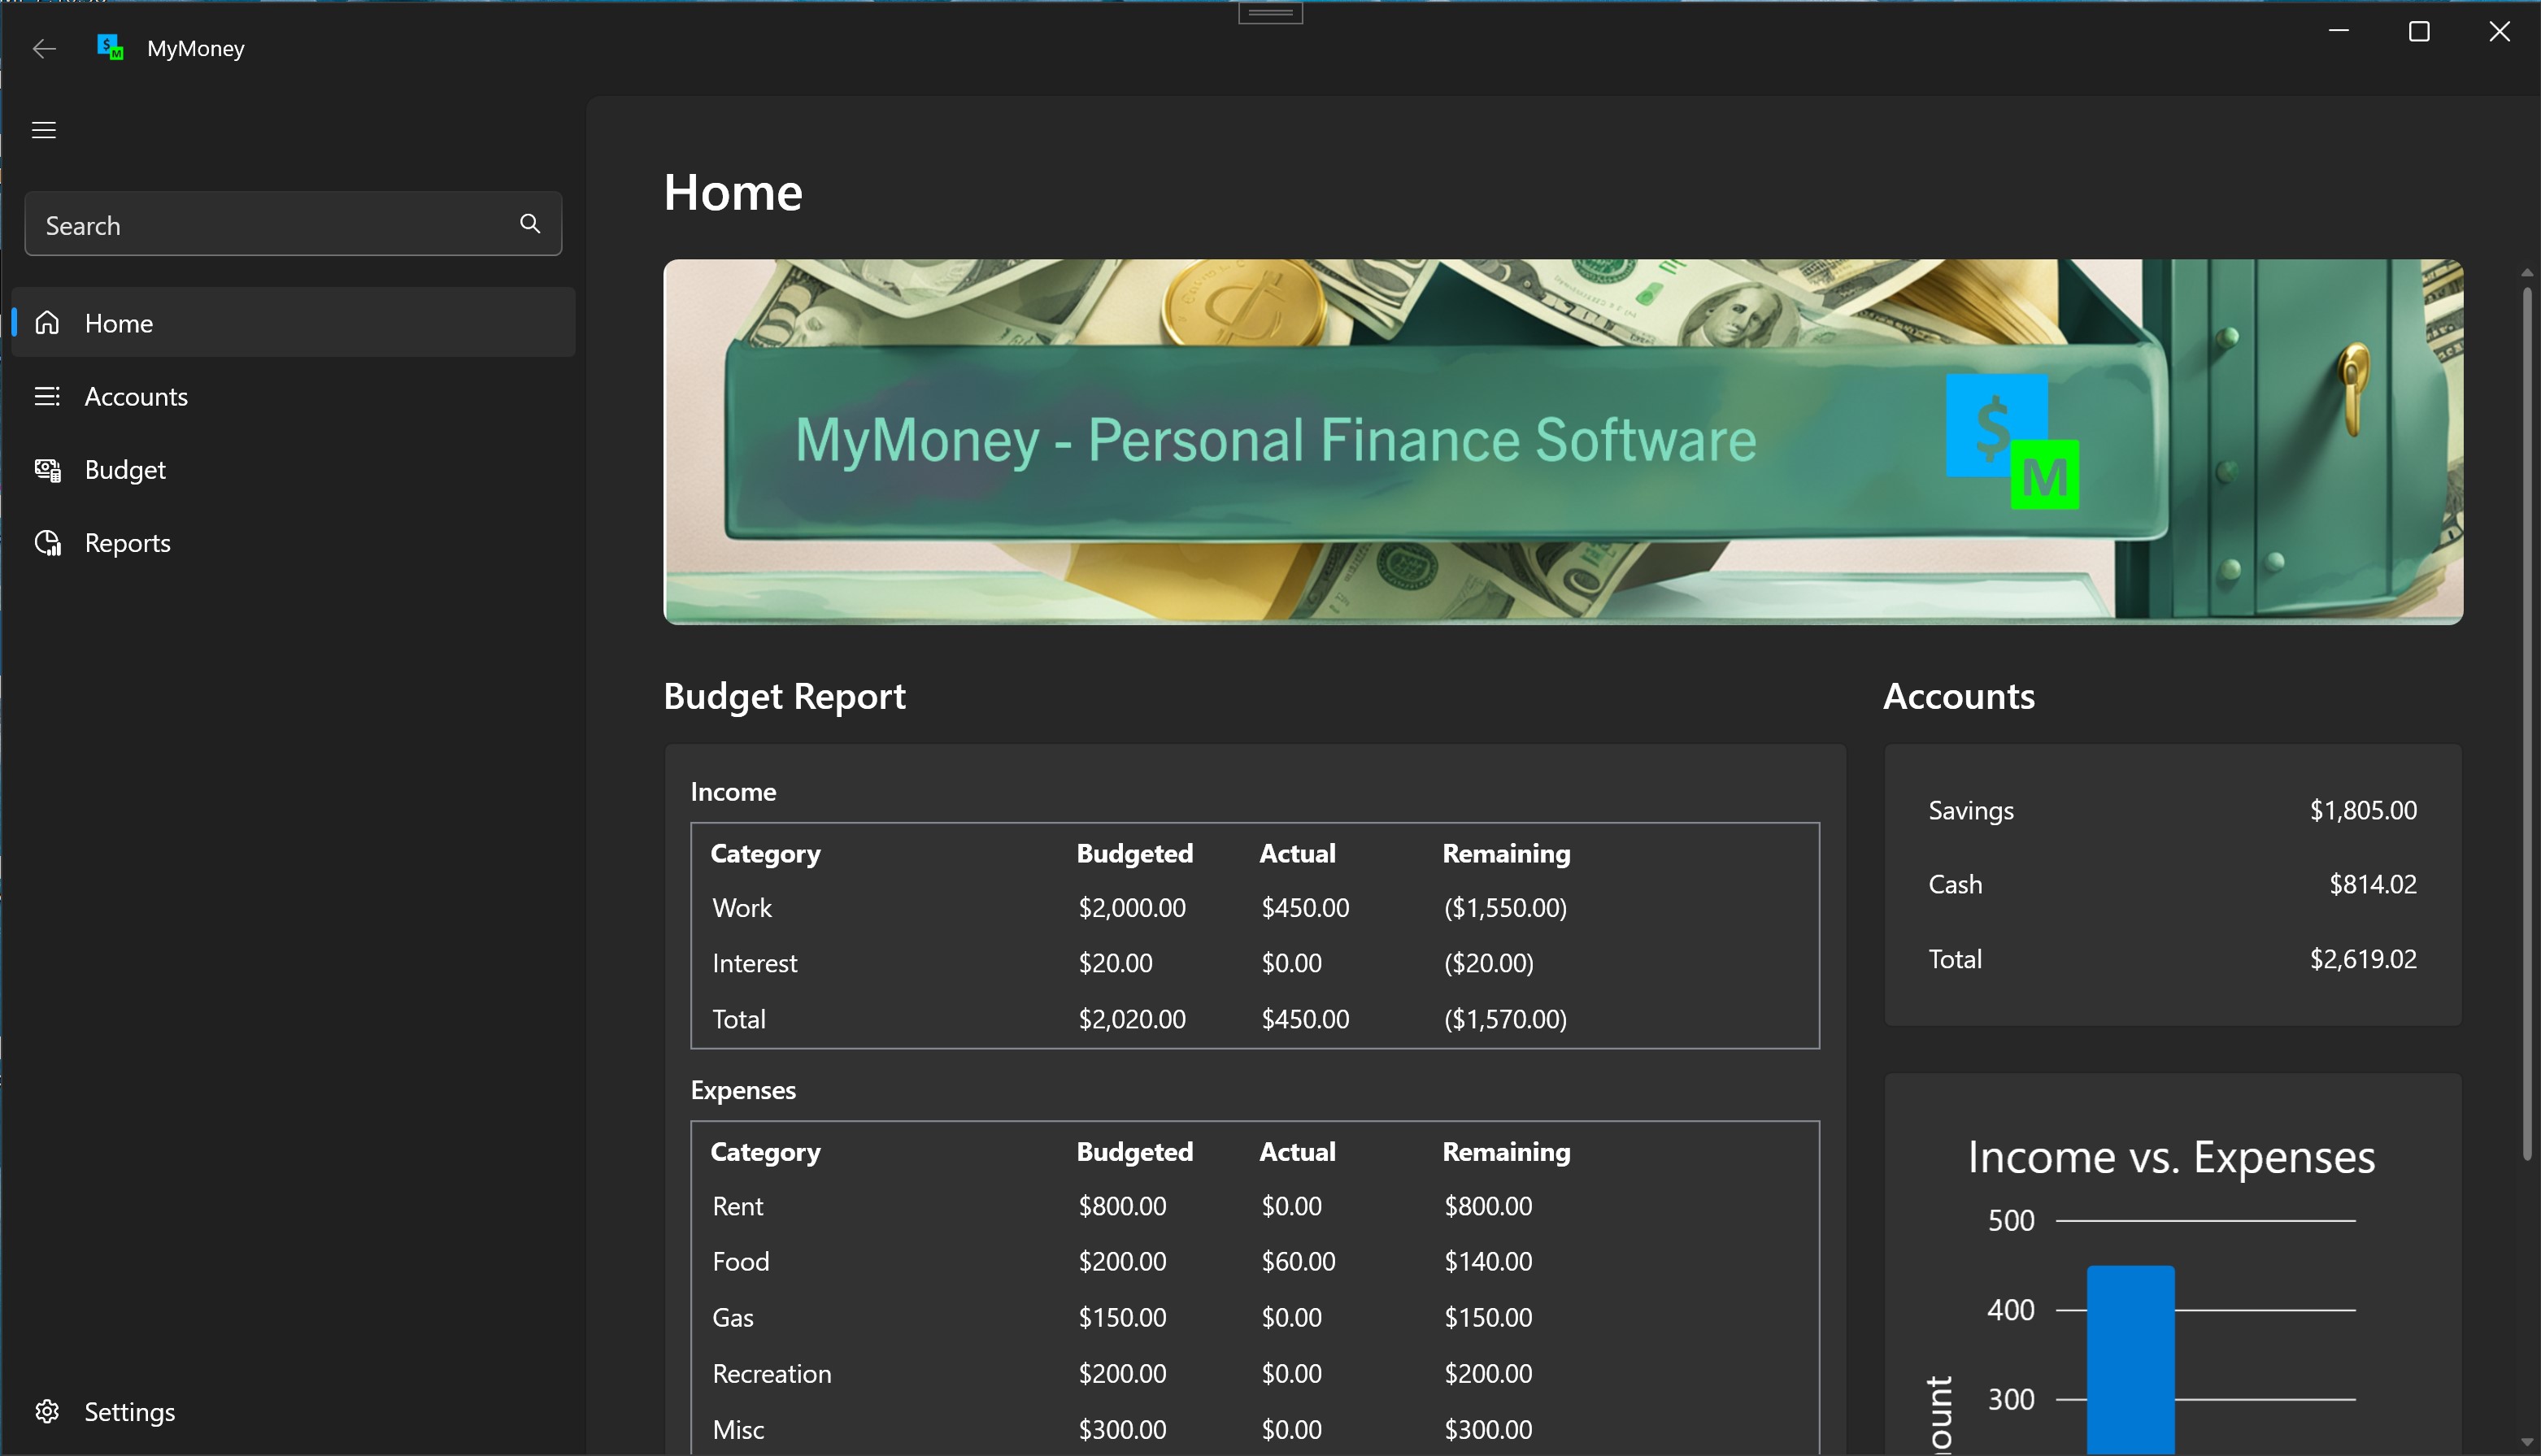 MyMoney
Search
Home
Accounts
Budget
Reports
Settings
Home
MyMoney - Personal Finance Software
$
M
Budget Report
Income
Category Budgeted Actual Remaining
Work $2,000.00 $450.00 ($1,550.00)
Interest $20.00 $0.00 ($20.00)
Total $2,020.00 $450.00 ($1,570.00)
Expenses
Category Budgeted Actual Remaining
Rent $800.00 $0.00 $800.00
Food $200.00 $60.00 $140.00
Gas $150.00 $0.00 $150.00
Recreation $200.00 $0.00 $200.00
Misc $300.00 $0.00 $300.00
Accounts
Savings $1,805.00
Cash $814.02
Total $2,619.02
Income vs. Expenses
500
400
300